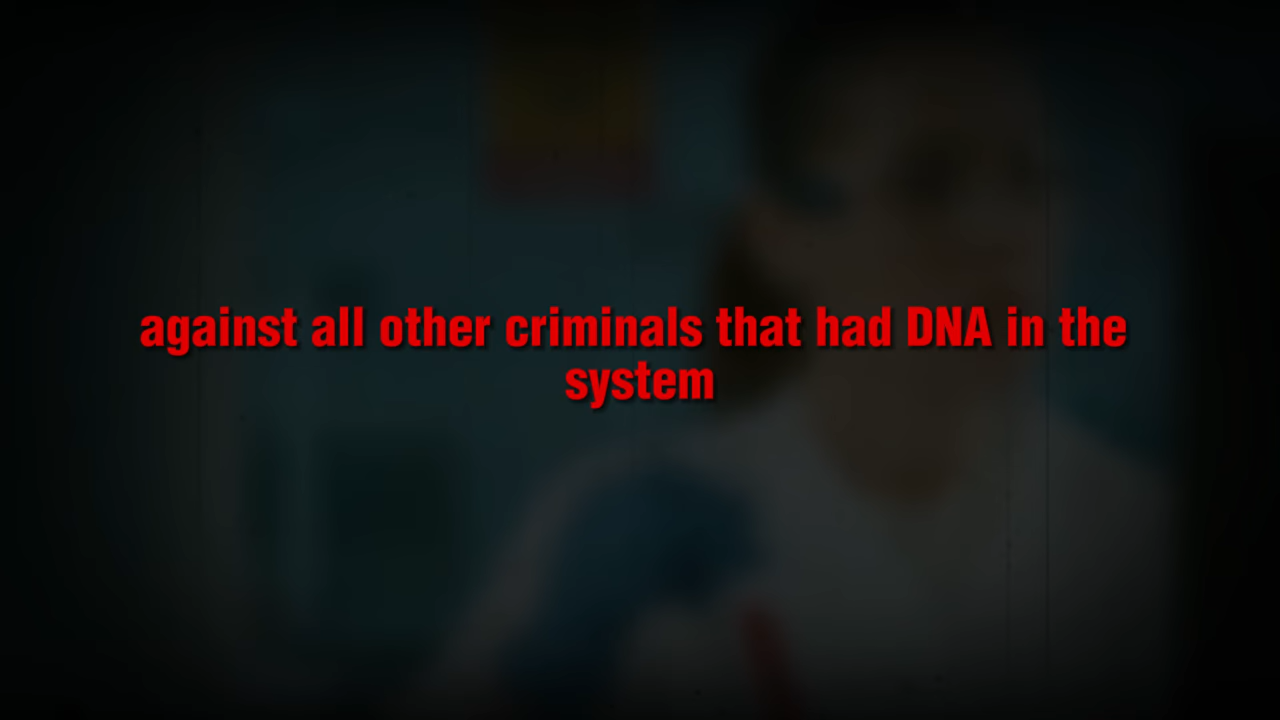 against all other criminals that had DNA in the
system